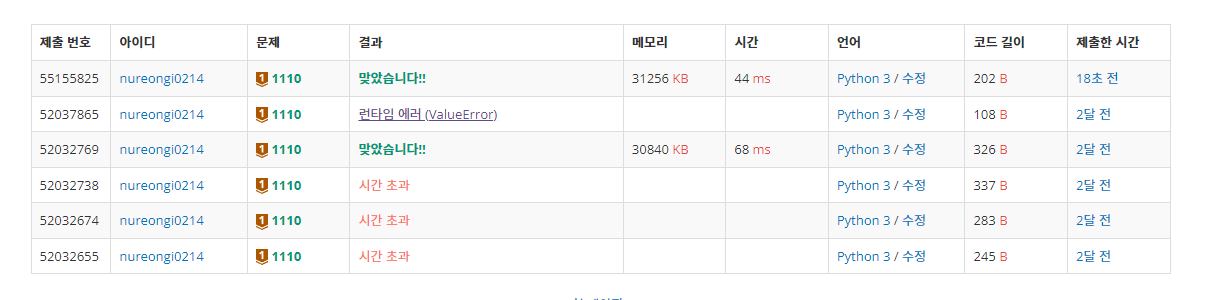 제출 번호 아이디 문제 결과 메모리 시간 언어 코드 길이 제출한 시간
55155825 nureongi0214 1 1110 맞았습니다!! 31256 KB 44 ms Python 3 / 수정 202 B 18초 전
52037865 nureongi0214 1 1110 런타임 에러 (ValueError) Python 3 / 수정 108 B 2달 전
52032769 nureongi0214 1 1110 맞았습니다!! 30840 KB 68 ms Python 3 / 수정 326 B 2달 전
52032738 nureongi0214 1 1110 시간 초과 Python 3 / 수정 337 B 2달 전
52032674 nureongi0214 1 1110 시간 초과 Python 3 / 수정 283 B 2달 전
52032655 nureongi0214 1 1110 시간 초과 Python 3 / 수정 245 B 2달 전